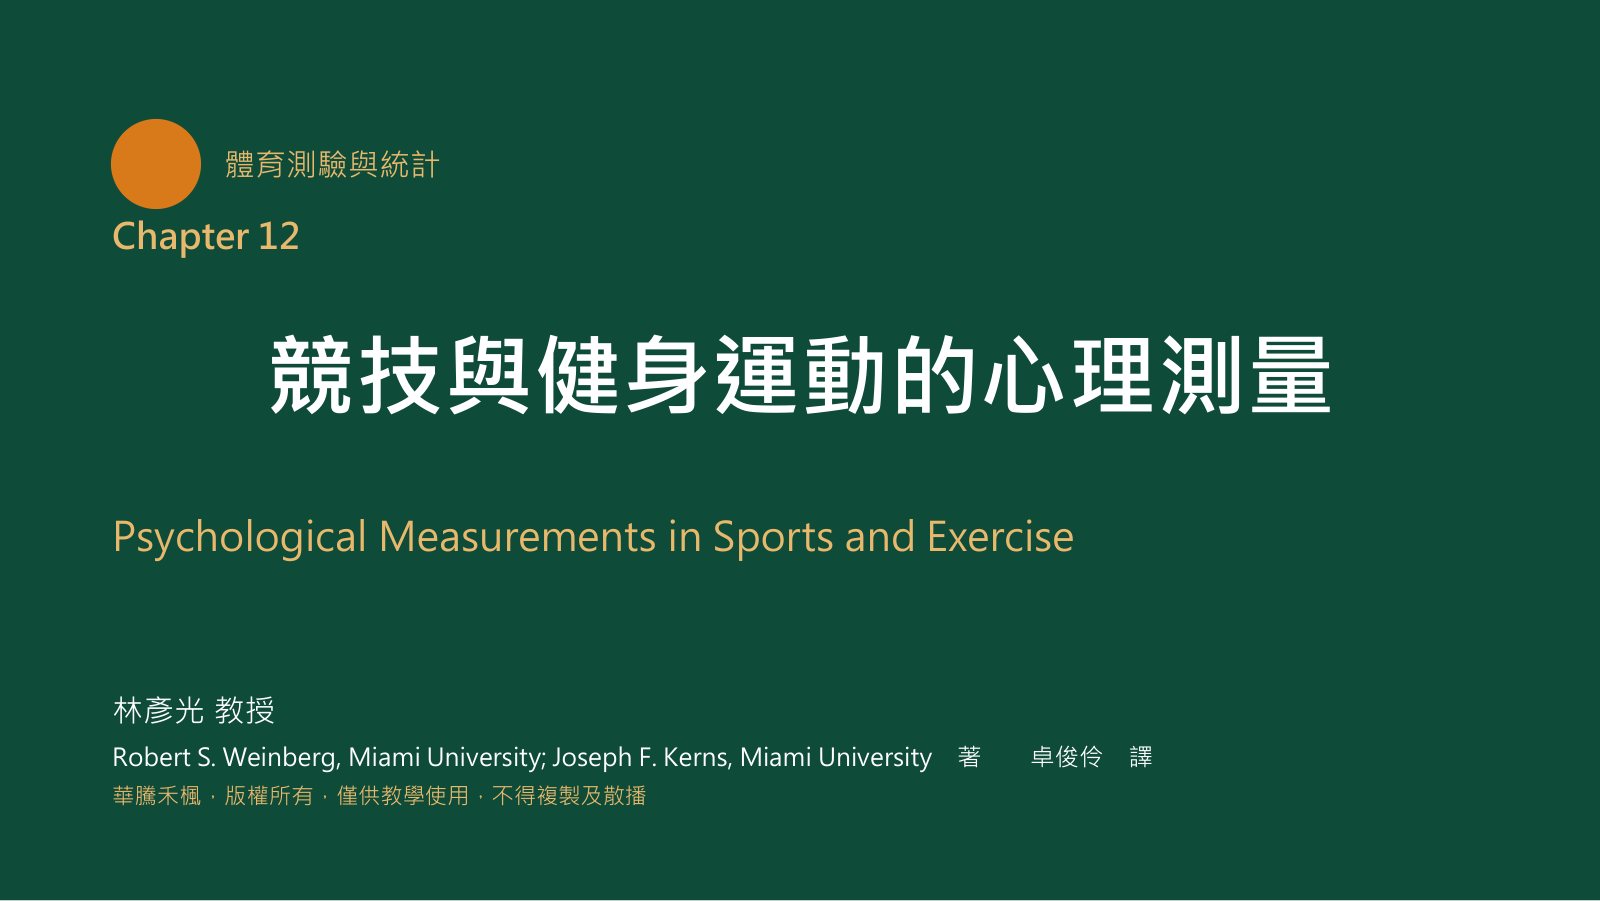 體育測驗與統計
Chapter 12
競技與健身運動的心理測量
Psychological Measurements in Sports and Exercise
林彥光 教授
Robert S. Weinberg, Miami University; Joseph F. Kerns, Miami University 著 卓俊伶 譯
華騰禾楓，版權所有，僅供教學使用，不得複製及散播